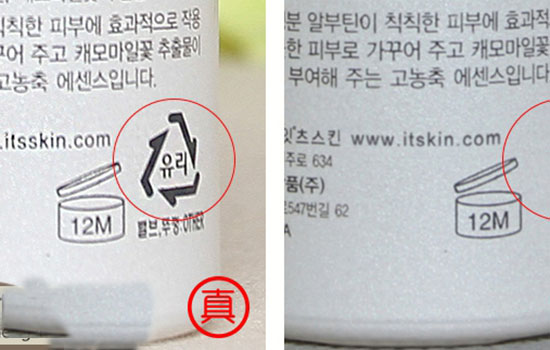 칙칙한 피부에 효과적으로 작용
꾸어 주고 캐모마일꽃 추출물이
고농축 에센스입니다.
.itsskin.com
유리
12M
밸브,뚜껑:OTHER
真
분 알부틴이 칙칙한 피부에 효과적
한 피부로 가꾸어 주고 캐모마일꽃
부여해 주는 고농축 에센스입니다.
잇츠스킨 www.itskin.com
주로 634
품(주)
547번길 62
12M
A